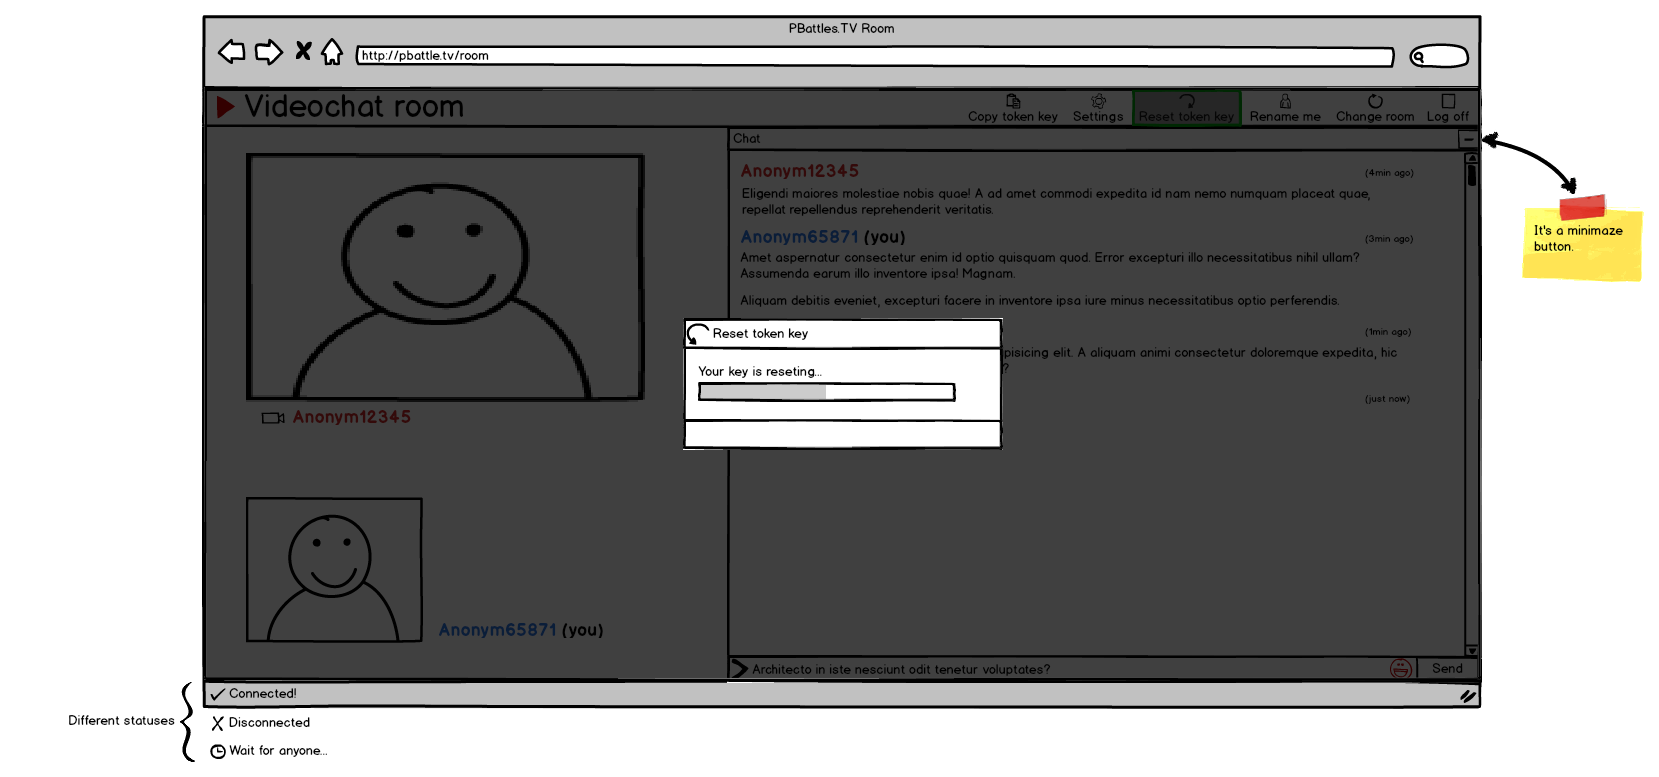 PBattles.TV Room
http://pbattle.tv/room
Videochat room
Copy token key
Settings
Reset token key
Rename me
Change room
Log off
Chat
Anonym12345
(4min ago)
Eligendi maiores molestiae nobis quae! A ad amet commodi expedita id nam nemo numquam placeat quae,
repellat repellendus reprehenderit veritatis.
Anonym65871 (you)
(3min ago)
Amet aspernatur consectetur enim id optio quisquam quod. Error excepturi illo necessitatibus nihil ullam?
Assumenda earum illo inventore ipsa! Magnam.
Aliquam debitis eveniet, excepturi facere in inventore ipsa iure minus necessitatibus optio perferendis.
(1min ago)
pisicing elit. A aliquam animi consectetur doloremque expedita, hic
?
(just now)
Reset token key
Your key is reseting...
Anonym12345
Anonym65871 (you)
Architecto in iste nesciunt odit tenetur voluptates?
Send
It's a minimaze
button.
Connected!
Different statuses
Disconnected
Wait for anyone...